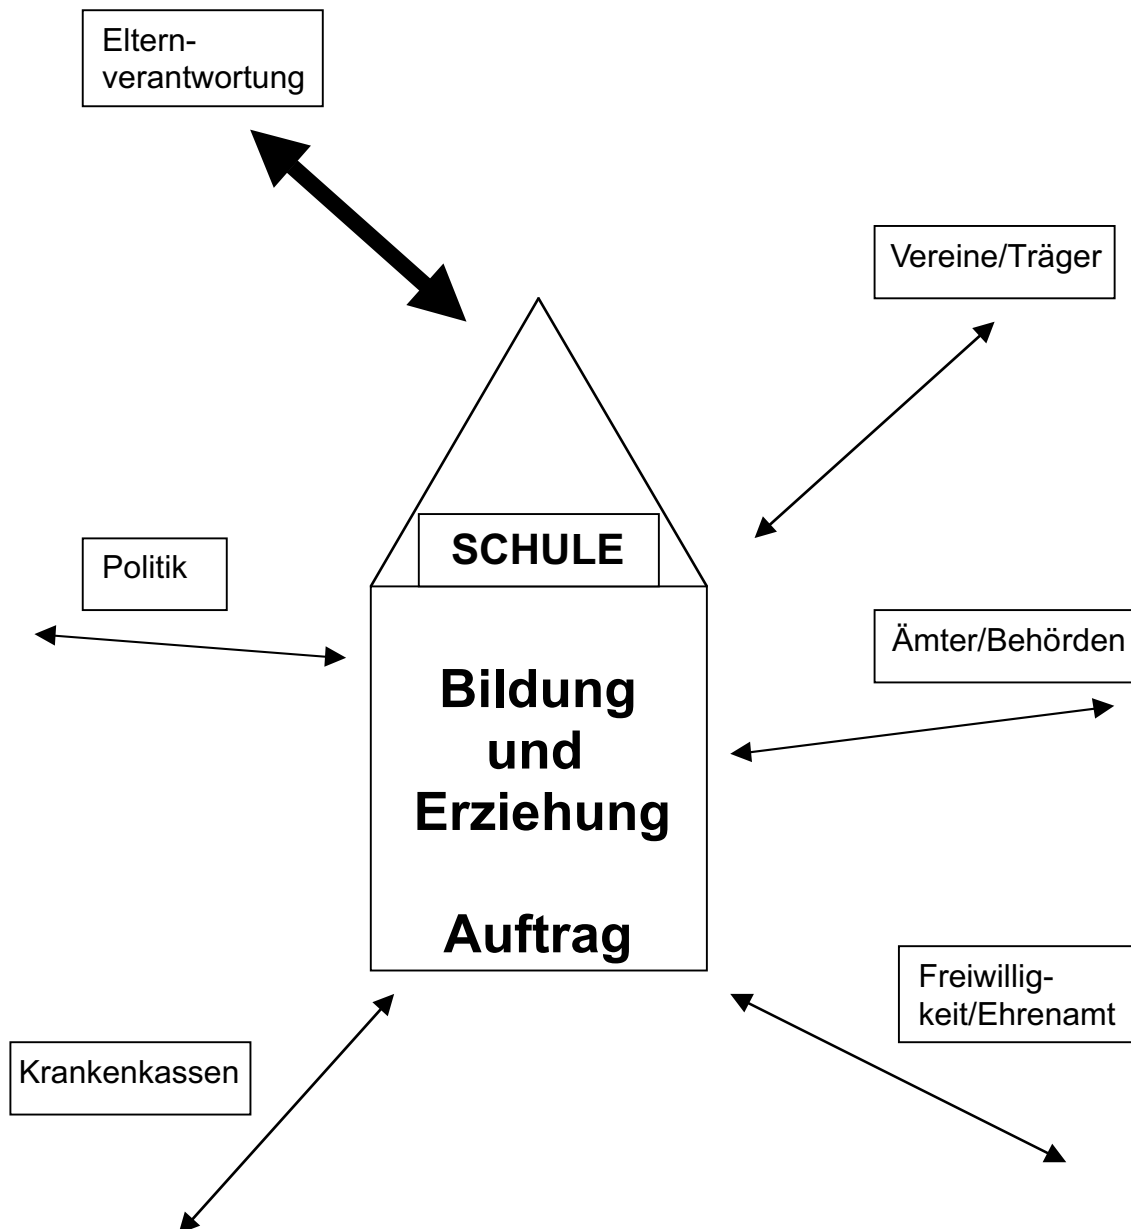 Eltern-
verantwortung
Vereine/Träger
SCHULE
Politik
Ämter/Behörden
Bildung
und
Erziehung
Auftrag
Freiwillig-
keit/Ehrenamt
Krankenkassen